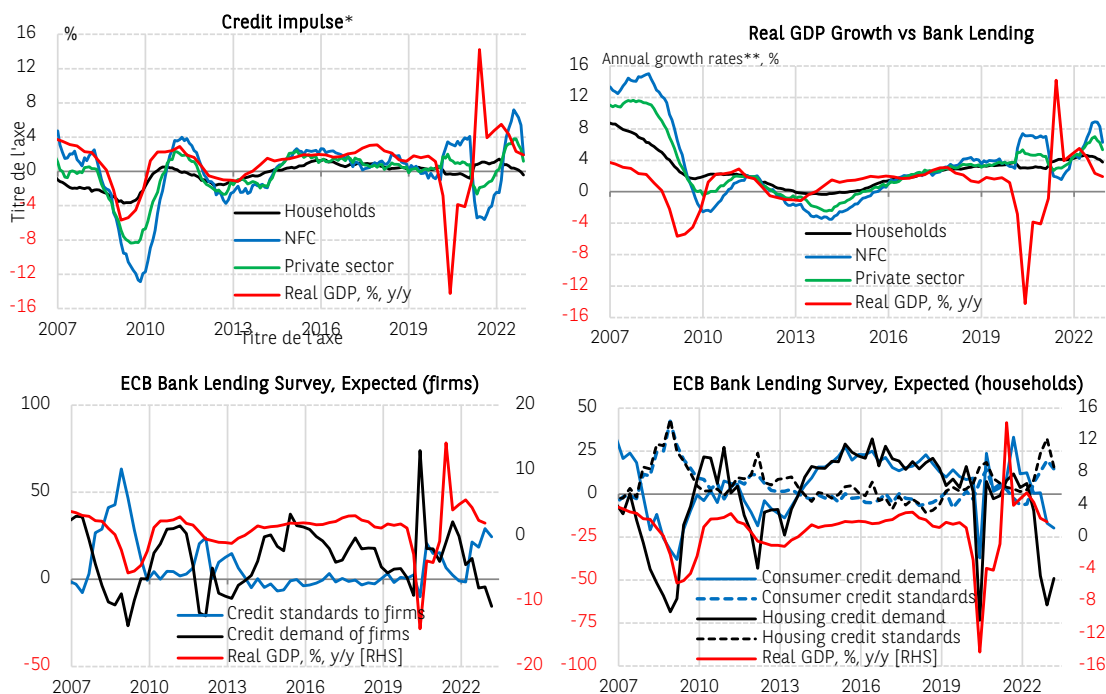 Credit impulse*
%
Titre de l'axe
16
12
8
4
0
-4
-8
-12
-16
Households
NFC
Private sector
Real GDP, %, y/y
2007 2010 2013 2016 2019 2022
Titre de l'axe
Real GDP Growth vs Bank Lending
Annual growth rates**, %
16
12
8
4
0
-4
-8
-12
-16
Households
NFC
Private sector
Real GDP, %, y/y
2007 2010 2013 2016 2019 2022
ECB Bank Lending Survey, Expected (firms)
100
50
0
-50
20
10
0
-10
-20
Credit standards to firms
Credit demand of firms
Real GDP, %, y/y [RHS]
2007 2010 2013 2016 2019 2022
ECB Bank Lending Survey, Expected (households)
50
25
0
-25
-50
-75
-100
16
12
8
4
0
-4
-8
-12
-16
Consumer credit demand
Consumer credit standards
Housing credit demand
Housing credit standards
Real GDP, %, y/y [RHS]
2007 2010 2013 2016 2019 2022